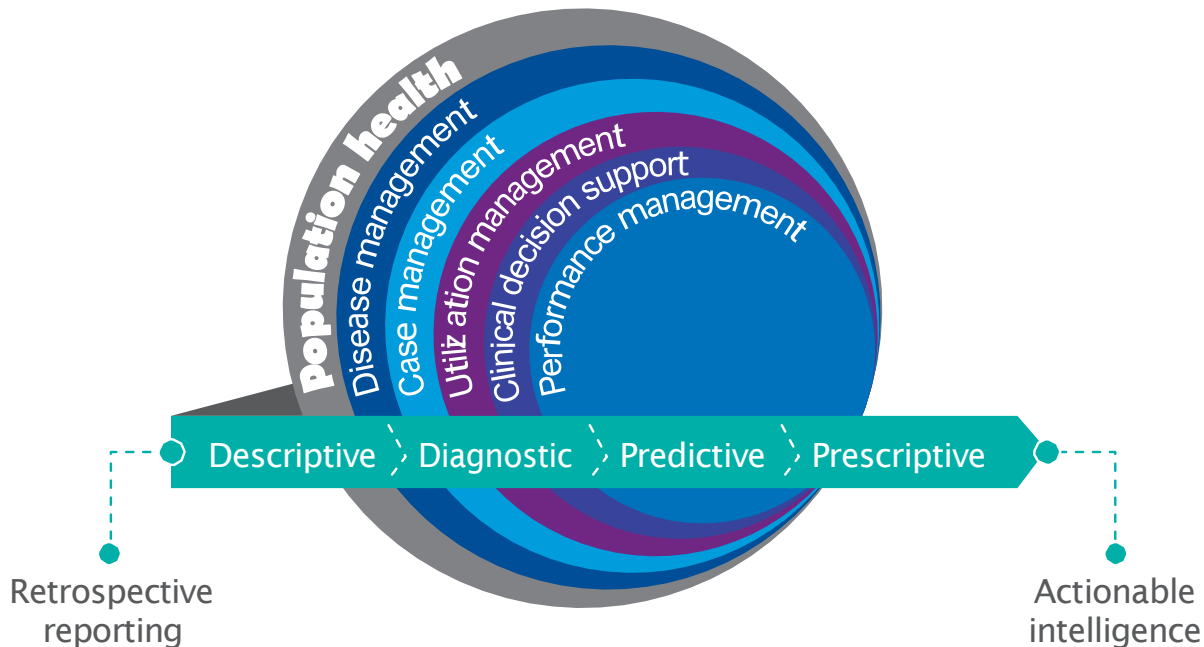 Population health
Disease management
Case management
Utiliz ation management
Clinical decision support
Performance management
Descriptive
Diagnostic
Predictive
Prescriptive
Retrospective
reporting
Actionable
intelligence